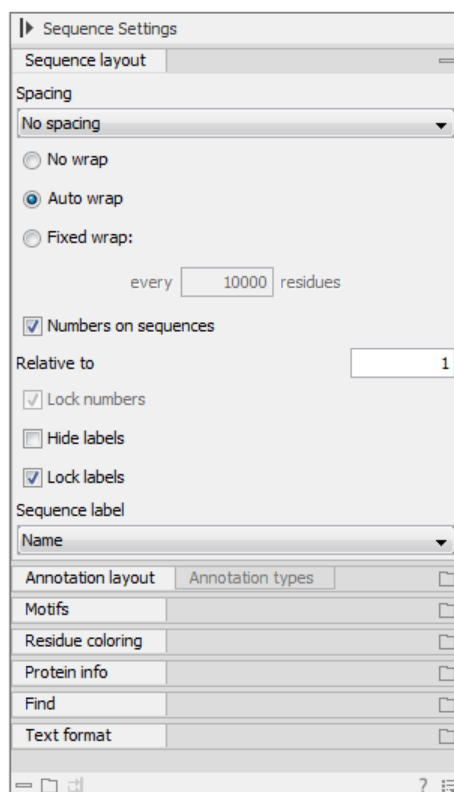 Sequence Settings
Sequence layout
Spacing
No spacing
No wrap
Auto wrap
Fixed wrap:
every 10000 residues
Numbers on sequences
Relative to 1
Lock numbers
Hide labels
Lock labels
Sequence label
Name
Annotation layout Annotation types
Motifs
Residue coloring
Protein info
Find
Text format
?